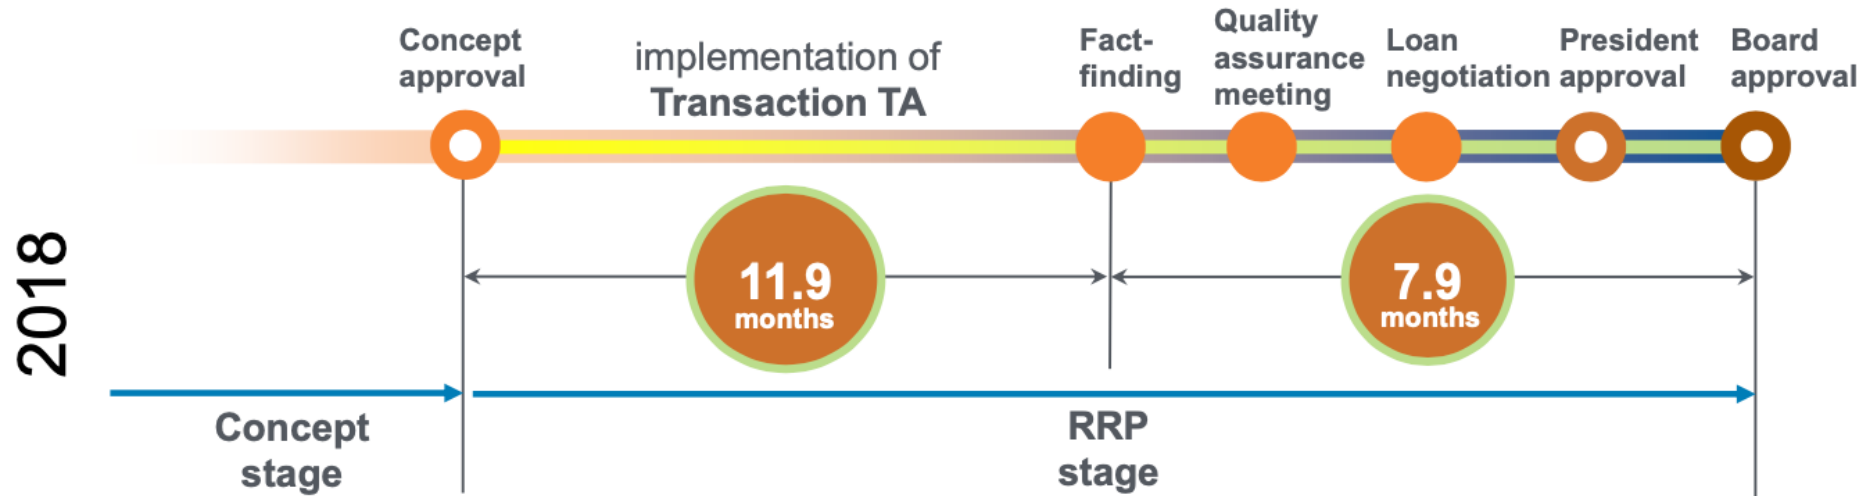 Concept
approval
implementation of
Transaction TA
Fact-
finding
Quality
assurance
meeting
Loan
negotiation
President
approval
Board
approval
2018
11.9
months
7.9
months
Concept
stage
RRP
stage